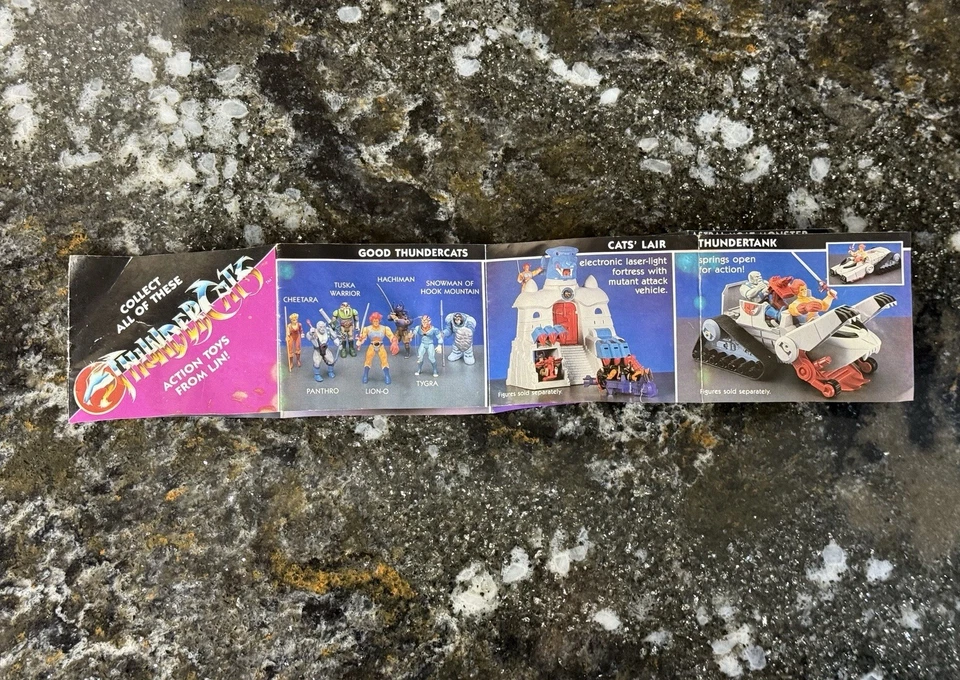 COLLECT
ALL OF THESE
THUNDERCATS
ACTION TOYS
FROM LJN!
GOOD THUNDERCATS
CHEETARA
TUSKA
WARRIOR
HACHIMAN
SNOWMAN OF
HOOK MOUNTAIN
PANTHRO
LION-O
TYGRA
CATS' LAIR
electronic laser-light
fortress with
mutant attack
vehicle.
Figures sold separately.
THUNDERTANK
springs open
for action!
Figures sold separately.